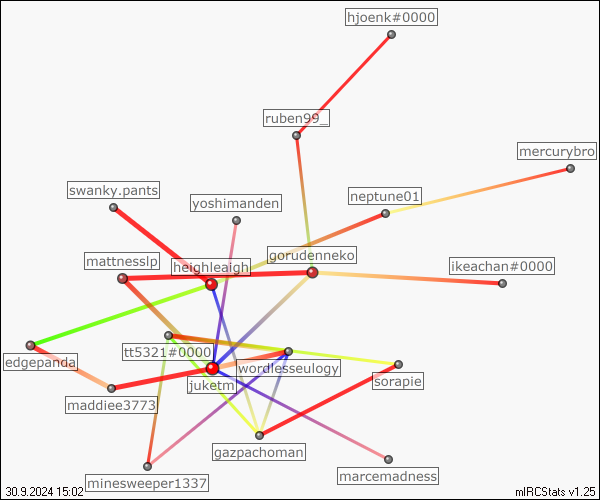 hjoenk#0000
ruben99_
mercurybro
swanky.pants
yoshimanden
neptune01
gorudenneko
mattnesslp
heighleaigh
ikeachan#0000
edgepanda
tt5321#0000
wordlesseulogy
juketm
sorapie
maddiee3773
gazpachoman
marcemadness
minesweeper1337
30.9.2024 15:02
mIRCStats v1.25